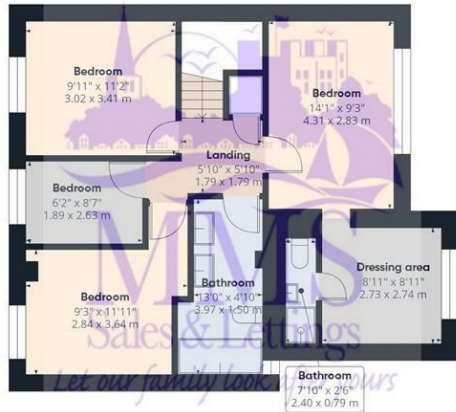 Bedroom
9'11" x 11'2"
3.02 x 3.41 m
Bedroom
14'1" x 9'3"
4.31 x 2.83 m
Landing
5'10" x 5'10"
1.79 x 1.79 m
Bedroom
6'2" x 8'7"
1.89 x 2.63 m
Dressing area
8'11" x 8'11"
2.73 x 2.74 m
Bedroom
9'3" x 11'11"
2.84 x 3.64 m
Bathroom
13'0" x 4'10"
3.97 x 1.50 m
MMS
Sales & Lettings
Let our family look after yours
Bathroom
7'10" x 2'6"
2.40 x 0.79 m